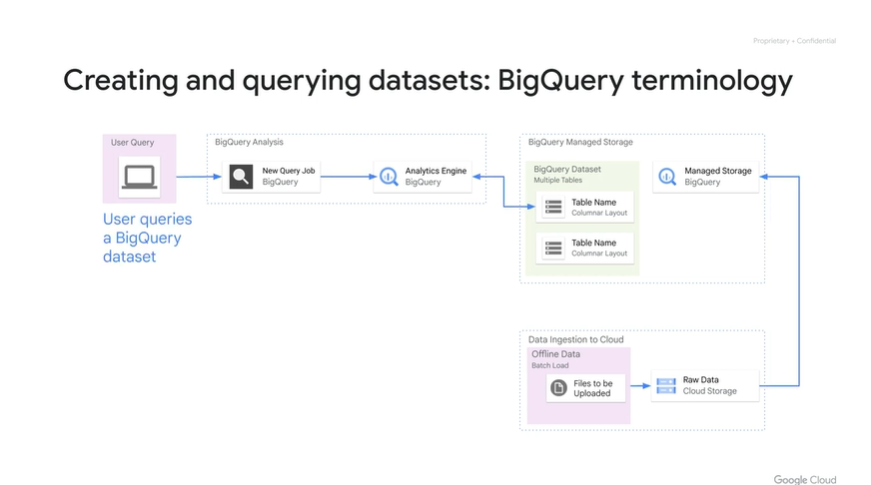 Proprietary + Confidential
Creating and querying datasets: BigQuery terminology
User Query
BigQuery Analysis
New Query Job
BigQuery
Analytics Engine
BigQuery
User queries
a BigQuery
dataset
BigQuery Managed Storage
BigQuery Dataset
Multiple Tables
Table Name
Columnar Layout
Table Name
Columnar Layout
Managed Storage
BigQuery
Data Ingestion to Cloud
Offline Data
Batch Load
Files to be
Uploaded
Raw Data
Cloud Storage
Google Cloud